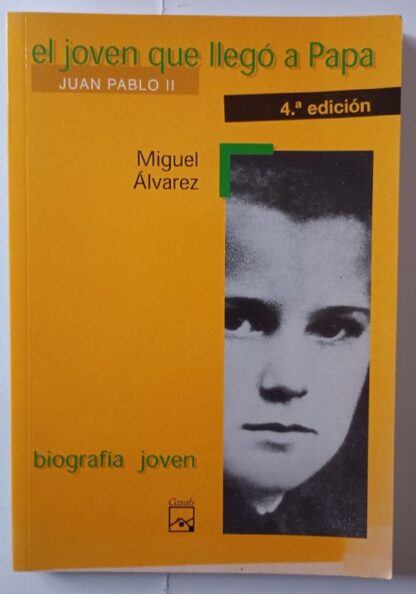 el joven que llegó a Papa
JUAN PABLO II
4.ª edición
Miguel
Álvarez
biografía joven
Casals